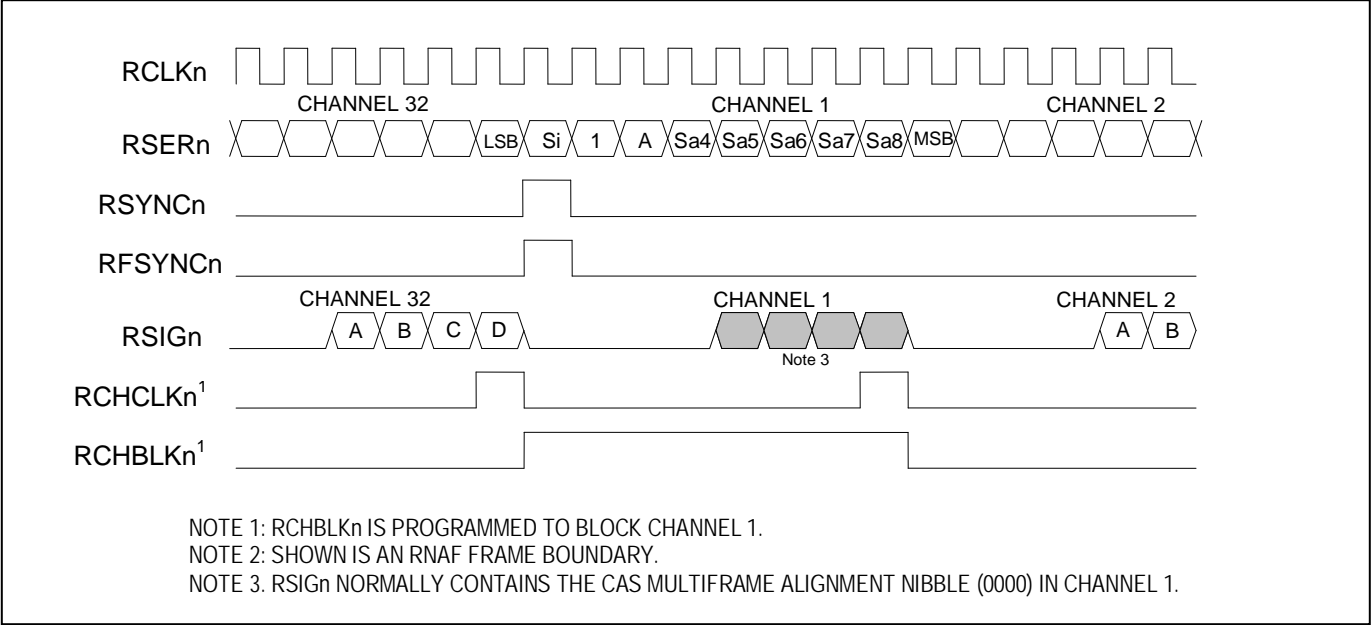 RCLKn
CHANNEL 32 CHANNEL 1 CHANNEL 2
RSERn LSB Si 1 A Sa4 Sa5 Sa6 Sa7 Sa8 MSB
RSYNCn
RFSYNCn
CHANNEL 32 CHANNEL 1 CHANNEL 2
RSIGn A B C D A B
Note 3
RCHCLKn¹
RCHBLKn¹
NOTE 1: RCHBLKn IS PROGRAMMED TO BLOCK CHANNEL 1.
NOTE 2: SHOWN IS AN RNAF FRAME BOUNDARY.
NOTE 3. RSIGn NORMALLY CONTAINS THE CAS MULTIFRAME ALIGNMENT NIBBLE (0000) IN CHANNEL 1.